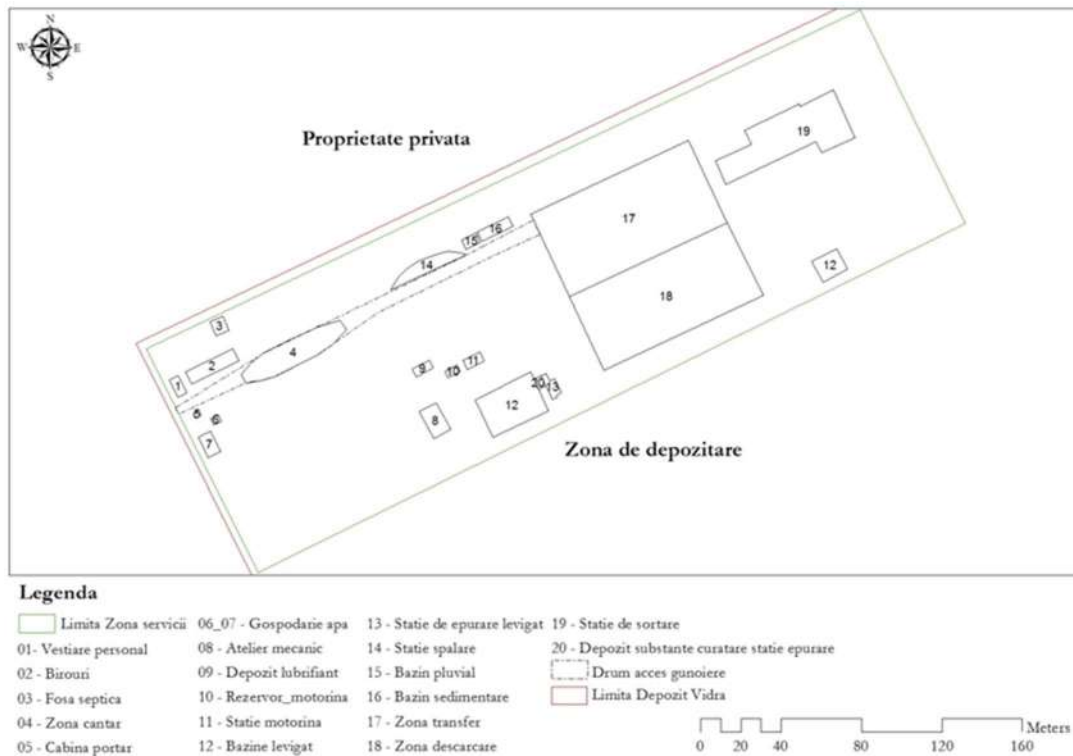 N
W E
S
Proprietate privata
19
17
16
15
14
12
18
3
4
2
1
9
10
11
20
13
5
6
12
8
7
Zona de depozitare
Legenda
Limita Zona servicii
01- Vestiare personal
02 - Birouri
03 - Fosa septica
04 - Zona cantar
05 - Cabina portar
06_07 - Gospodarie apa
08 - Atelier mecanic
09 - Depozit lubrifiant
10 - Rezervor_motorina
11 - Statie motorina
12 - Bazine levigat
13 - Statie de epurare levigat
14 - Statie spalare
15 - Bazin pluvial
16 - Bazin sedimentare
17 - Zona transfer
18 - Zona descarcare
19 - Statie de sortare
20 - Depozit substante curatare statie epurare
Drum acces gunoiere
Limita Depozit Vidra
Meters
0 20 40 80 120 160